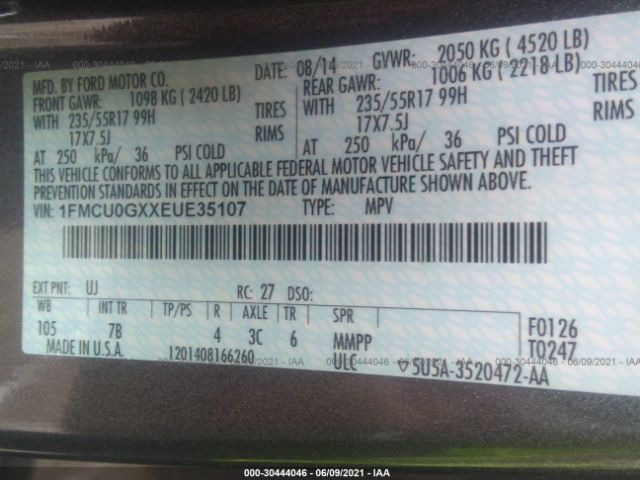 MFD. BY FORD MOTOR CO.
DATE: 08/14 GVWR: 2050 KG ( 4520 LB)
FRONT GAWR: 1098 KG ( 2420 LB) REAR GAWR: 1006 KG ( 2218 LB)
WITH 235/55R17 99H TIRES WITH 235/55R17 99H TIRES
17X7.5J RIMS 17X7.5J RIMS
AT 250 kPa/ 36 PSI COLD AT 250 kPa/ 36 PSI COLD
THIS VEHICLE CONFORMS TO ALL APPLICABLE FEDERAL MOTOR VEHICLE SAFETY AND THEFT
PREVENTION STANDARDS IN EFFECT ON THE DATE OF MANUFACTURE SHOWN ABOVE.
VIN: 1FMCU0GXXEUE35107 TYPE: MPV
EXT PNT: UJ RC: 27 DSO:
WB INT TR TP/PS R AXLE TR SPR
105 7B 4 3C 6 MMPP F0126
MADE IN U.S.A. 1201408166260 ULC T0247
5U5A-3520472-AA
000-30444046 - 06/09/2021 - IAA